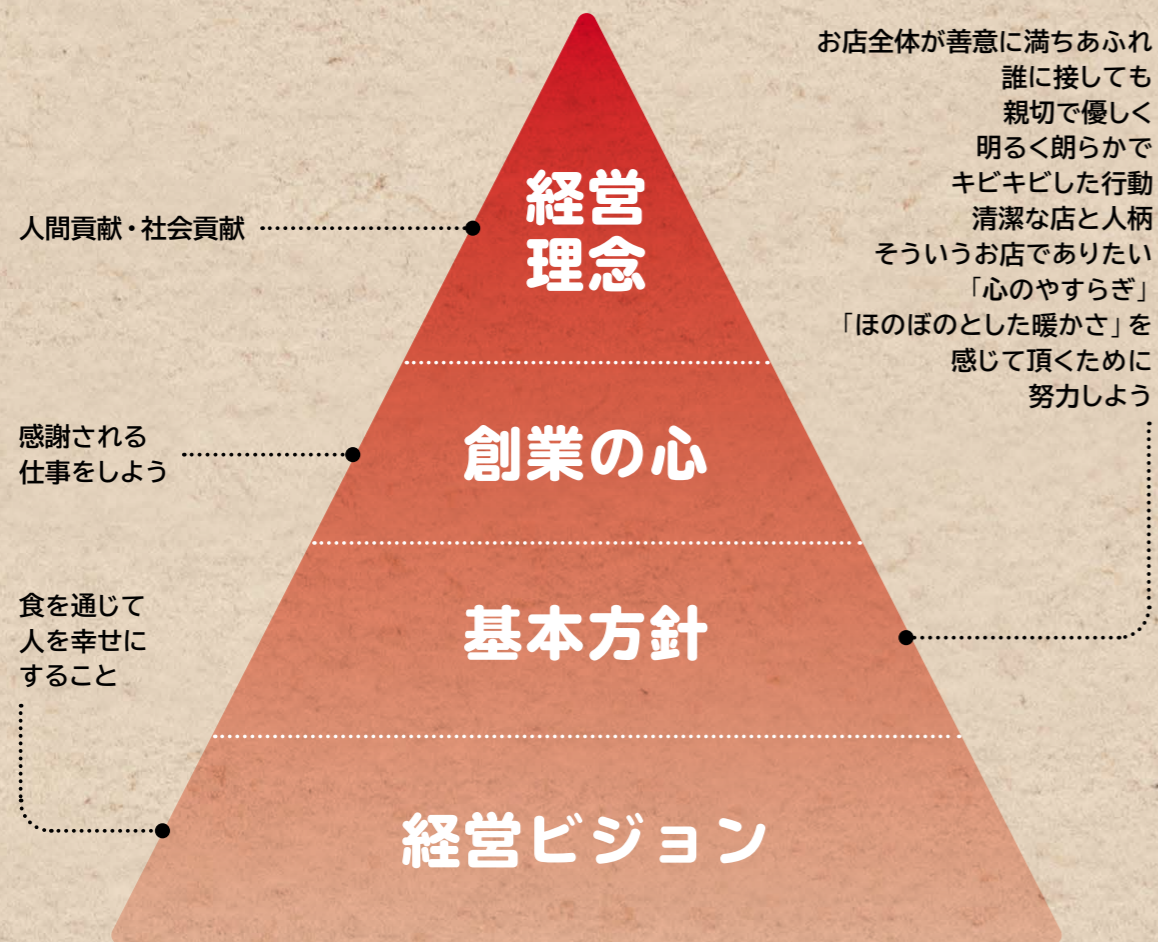 経営
理念
人間貢献・社会貢献
創業の心
感謝される
仕事をしよう
基本方針
お店全体が善意に満ちあふれ
誰に接しても
親切で優しく
明るく朗らかで
キビキビした行動
清潔な店と人柄
そういうお店でありたい
「心のやすらぎ」
「ほのぼのとした暖かさ」を
感じて頂くために
努力しよう
経営ビジョン
食を通じて
人を幸せに
すること